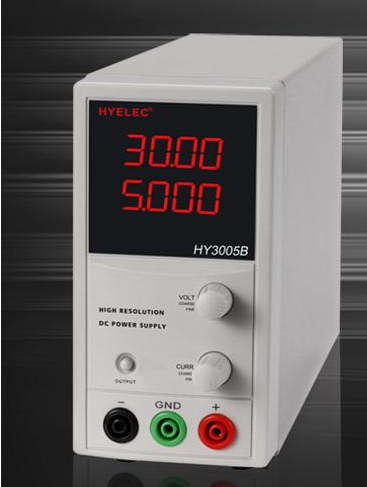 HYELEC®
30.00
5.000
HY3005B
VOLT
COARSE
FINE
HIGH RESOLUTION
DC POWER SUPPLY
CURR
OUTPUT
− GND +